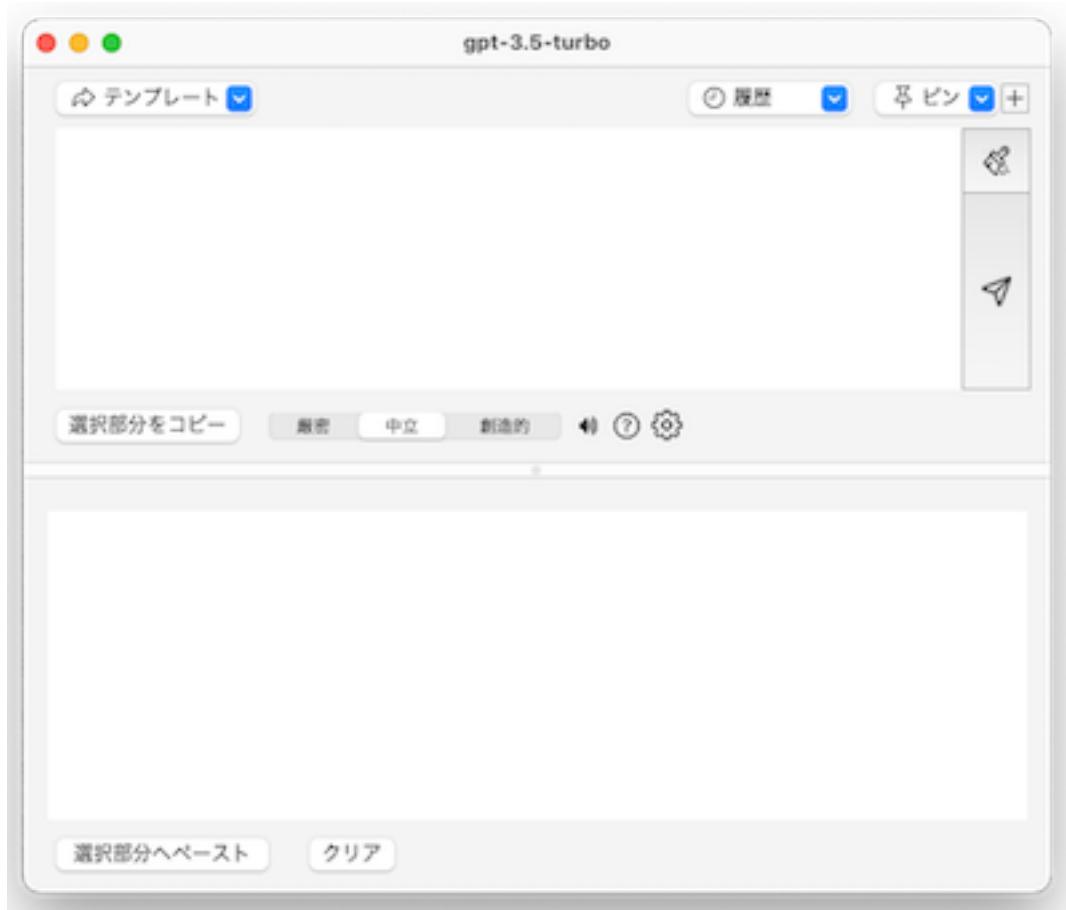 gpt-3.5-turbo
テンプレート
履歴
ピン
選択部分をコピー
厳密
中立
創造的
選択部分へペースト
クリア